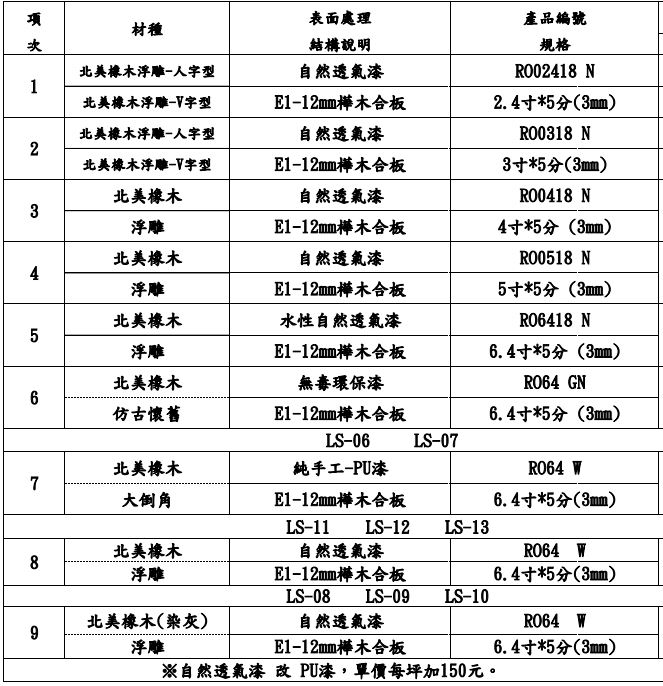 項次 材種 表面處理 結構說明 產品編號 規格
1 北美橡木浮雕-人字型 自然透氣漆 RO02418 N
北美橡木浮雕-V字型 E1-12mm樺木合板 2.4寸*5分(3mm)
2 北美橡木浮雕-人字型 自然透氣漆 RO0318 N
北美橡木浮雕-V字型 E1-12mm樺木合板 3寸*5分(3mm)
3 北美橡木 自然透氣漆 RO0418 N
浮雕 E1-12mm樺木合板 4寸*5分 (3mm)
4 北美橡木 自然透氣漆 RO0518 N
浮雕 E1-12mm樺木合板 5寸*5分 (3mm)
5 北美橡木 水性自然透氣漆 RO6418 N
浮雕 E1-12mm樺木合板 6.4寸*5分 (3mm)
6 北美橡木 無毒環保漆 RO64 GN
仿古懷舊 E1-12mm樺木合板 6.4寸*5分 (3mm)
LS-06 LS-07
7 北美橡木 純手工-PU漆 RO64 W
大倒角 E1-12mm樺木合板 6.4寸*5分(3mm)
LS-11 LS-12 LS-13
8 北美橡木 自然透氣漆 RO64 W
浮雕 E1-12mm樺木合板 6.4寸*5分(3mm)
LS-08 LS-09 LS-10
9 北美橡木(染灰) 自然透氣漆 RO64 W
浮雕 E1-12mm樺木合板 6.4寸*5分(3mm)
※自然透氣漆 改 PU漆，單價每坪加150元。